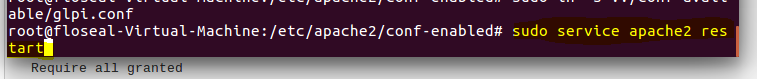 able/glpi.conf
root@floseal-Virtual-Machine:/etc/apache2/conf-enabled# sudo service apache2 res
tart
Require all granted